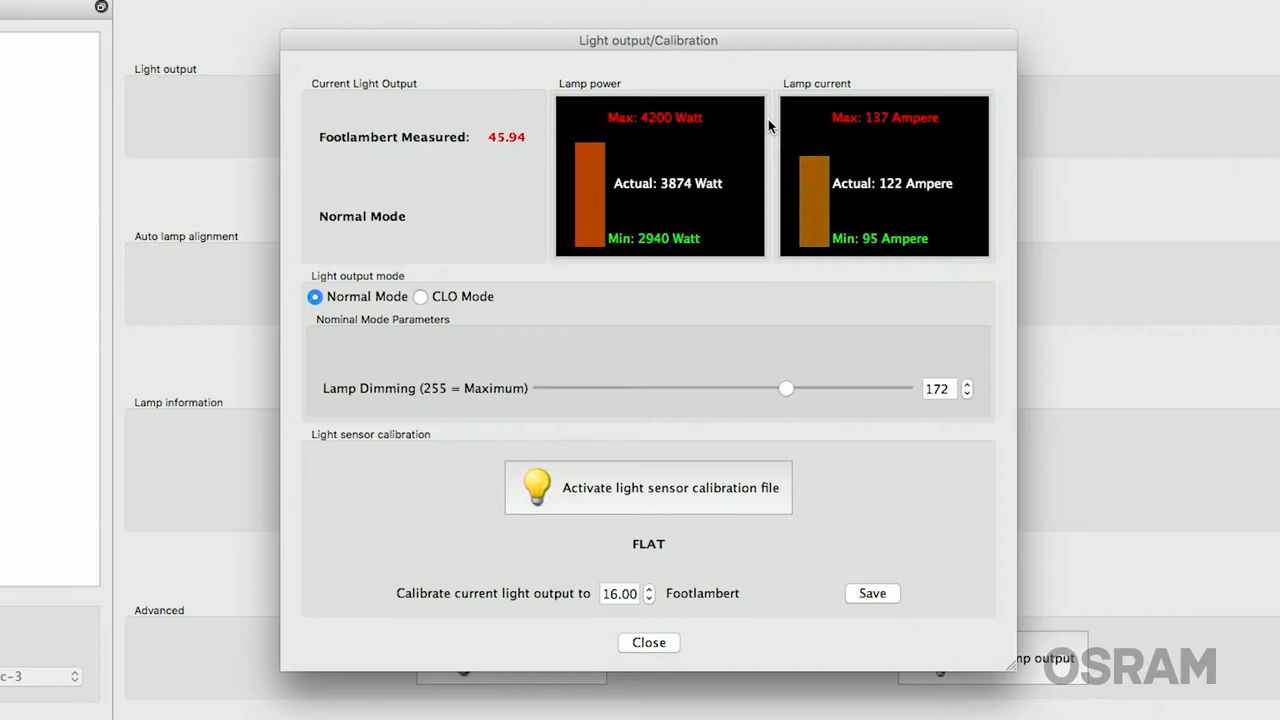 Light output/Calibration
Light output
Current Light Output
Lamp power
Lamp current
Footlambert Measured: 45.94
Max: 4200 Watt
Actual: 3874 Watt
Min: 2940 Watt
Max: 137 Ampere
Actual: 122 Ampere
Min: 95 Ampere
Normal Mode
Auto lamp alignment
Light output mode
Normal Mode CLO Mode
Nominal Mode Parameters
Lamp Dimming (255 = Maximum) 172
Lamp information
Light sensor calibration
Activate light sensor calibration file
FLAT
Calibrate current light output to 16.00 Footlambert Save
Advanced
Close
c-3
output
OSRAM